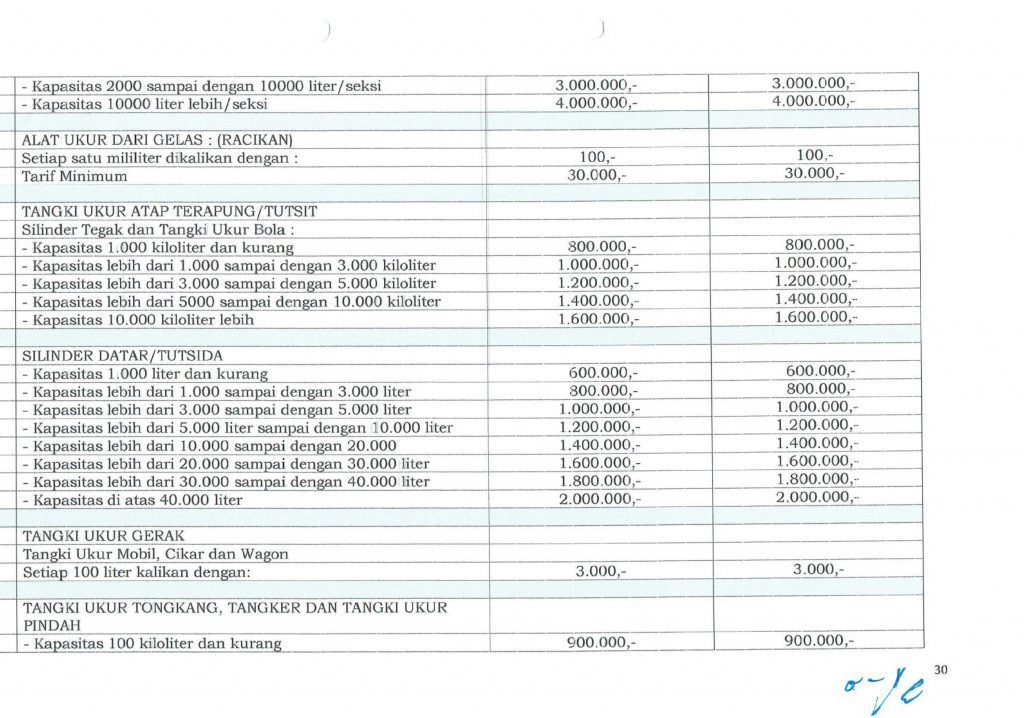 - Kapasitas 2000 sampai dengan 10000 liter/seksi 3.000.000,- 3.000.000,-
- Kapasitas 10000 liter lebih/seksi 4.000.000,- 4.000.000,-
ALAT UKUR DARI GELAS : (RACIKAN)
Setiap satu mililiter dikalikan dengan : 100,- 100,-
Tarif Minimum 30.000,- 30.000,-
TANGKI UKUR ATAP TERAPUNG/TUTSIT
Silinder Tegak dan Tangki Ukur Bola :
- Kapasitas 1.000 kiloliter dan kurang 800.000,- 800.000,-
- Kapasitas lebih dari 1.000 sampai dengan 3.000 kiloliter 1.000.000,- 1.000.000,-
- Kapasitas lebih dari 3.000 sampai dengan 5.000 kiloliter 1.200.000,- 1.200.000,-
- Kapasitas lebih dari 5000 sampai dengan 10.000 kiloliter 1.400.000,- 1.400.000,-
- Kapasitas 10.000 kiloliter lebih 1.600.000,- 1.600.000,-
SILINDER DATAR/TUTSIDA
- Kapasitas 1.000 liter dan kurang 600.000,- 600.000,-
- Kapasitas lebih dari 1.000 sampai dengan 3.000 liter 800.000,- 800.000,-
- Kapasitas lebih dari 3.000 sampai dengan 5.000 liter 1.000.000,- 1.000.000,-
- Kapasitas lebih dari 5.000 liter sampai dengan 10.000 liter 1.200.000,- 1.200.000,-
- Kapasitas lebih dari 10.000 sampai dengan 20.000 1.400.000,- 1.400.000,-
- Kapasitas lebih dari 20.000 sampai dengan 30.000 liter 1.600.000,- 1.600.000,-
- Kapasitas lebih dari 30.000 sampai dengan 40.000 liter 1.800.000,- 1.800.000,-
- Kapasitas di atas 40.000 liter 2.000.000,- 2.000.000,-
TANGKI UKUR GERAK
Tangki Ukur Mobil, Cikar dan Wagon
Setiap 100 liter kalikan dengan: 3.000,- 3.000,-
TANGKI UKUR TONGKANG, TANGKER DAN TANGKI UKUR
PINDAH
- Kapasitas 100 kiloliter dan kurang 900.000,- 900.000,-
30